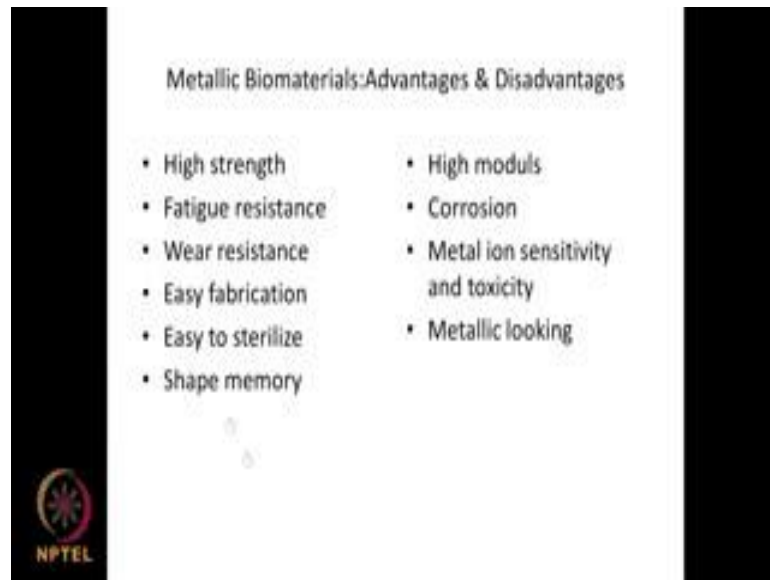 Metallic Biomaterials:Advantages & Disadvantages
• High strength
• Fatigue resistance
• Wear resistance
• Easy fabrication
• Easy to sterilize
• Shape memory
• High moduls
• Corrosion
• Metal ion sensitivity
and toxicity
• Metallic looking
NPTEL